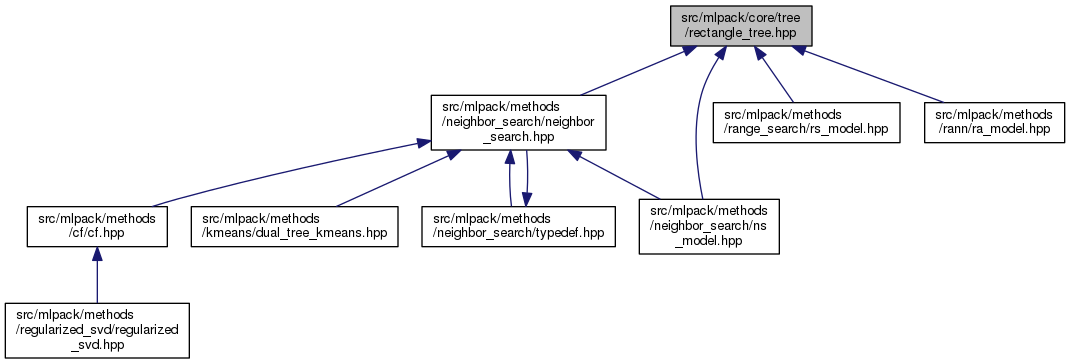 src/mlpack/core/tree
/rectangle_tree.hpp
src/mlpack/methods
/neighbor_search/neighbor
_search.hpp
src/mlpack/methods
/range_search/rs_model.hpp
src/mlpack/methods
/rann/ra_model.hpp
src/mlpack/methods
/cf/cf.hpp
src/mlpack/methods
/kmeans/dual_tree_kmeans.hpp
src/mlpack/methods
/neighbor_search/typedef.hpp
src/mlpack/methods
/neighbor_search/ns
_model.hpp
src/mlpack/methods
/regularized_svd/regularized
_svd.hpp